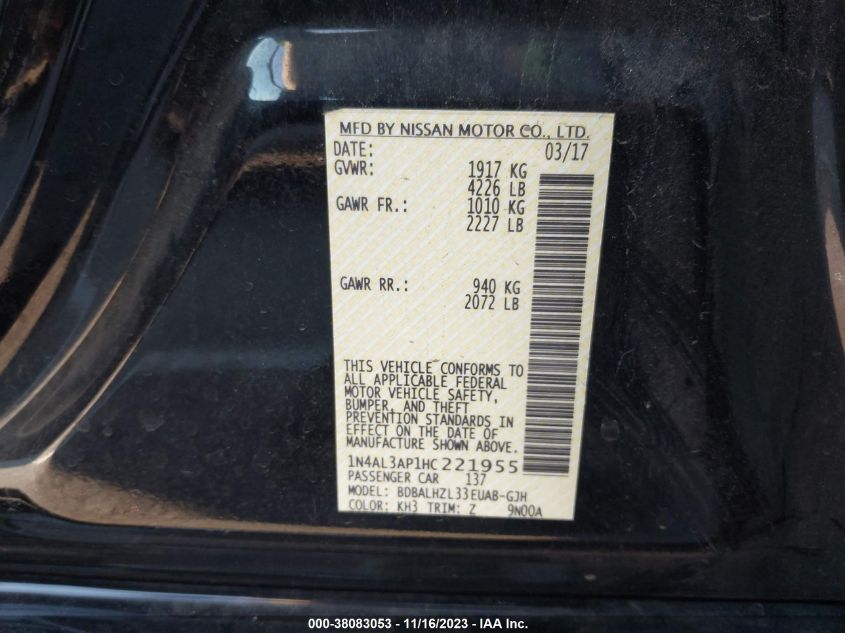 MFD BY NISSAN MOTOR CO., LTD.
DATE: 03/17
GVWR: 1917 KG
4226 LB
GAWR FR.: 1010 KG
2227 LB
GAWR RR.: 940 KG
2072 LB
THIS VEHICLE CONFORMS TO
ALL APPLICABLE FEDERAL
MOTOR VEHICLE SAFETY,
BUMPER, AND THEFT
PREVENTION STANDARDS IN
EFFECT ON THE DATE OF
MANUFACTURE SHOWN ABOVE.
1N4AL3AP1HC221955
PASSENGER CAR 137
MODEL: BDBALHZL33EUAB-GJH
COLOR: KH3 TRIM: Z 9N00A
000-38083053 - 11/16/2023 - IAA Inc.